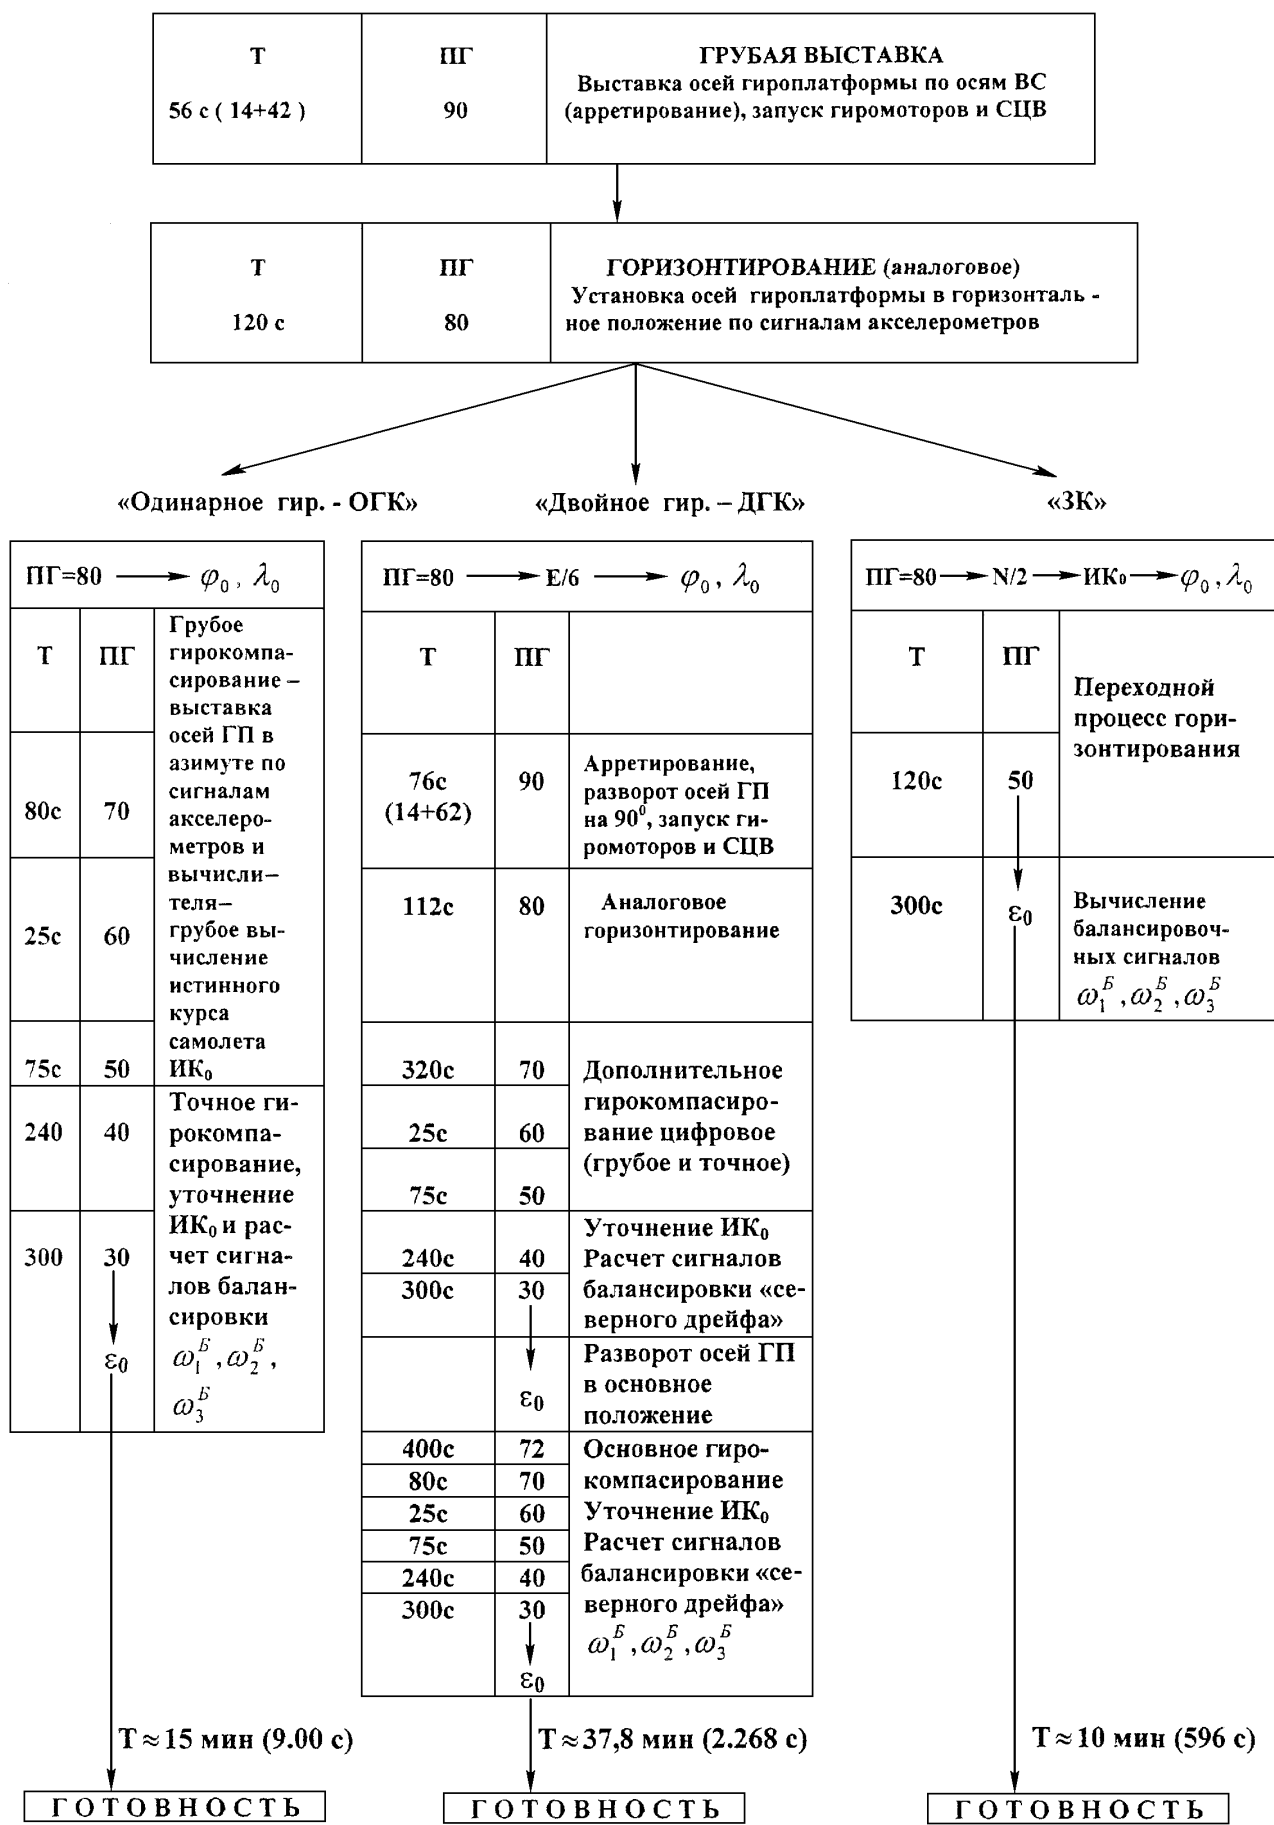 Т
ПГ
ГРУБАЯ ВЫСТАВКА
56 с ( 14+42 )
90
Выставка осей гироплатформы по осям ВС
(арретирование), запуск гиромоторов и СЦВ
Т
ПГ
ГОРИЗОНТИРОВАНИЕ (аналоговое)
120 с
80
Установка осей гироплатформы в горизонталь -
ное положение по сигналам акселерометров
«Одинарное гир. - ОГК»
«Двойное гир. – ДГК»
«ЗК»
ПГ=80 → φ₀, λ₀
Т
ПГ
80с
70
25с
60
75с
50
Грубое
гирокомпа-
сирование –
выставка
осей ГП в
азимуте по
сигналам
акселеро-
метров и
вычисли–
теля–
грубое вы-
числение
истинного
курса
самолета
ИК₀
240
40
300
30
ε₀
Точное ги-
рокомпа-
сирование,
уточнение
ИК₀ и рас-
чет сигна-
лов балан-
сировки
ω₁ᴮ, ω₂ᴮ,
ω₃ᴮ
T ≈ 15 мин (9.00 с)
ГОТОВНОСТЬ
ПГ=80 → Е/6 → φ₀, λ₀
Т
ПГ
76с
(14+62)
90
Арретирование,
разворот осей ГП
на 90⁰, запуск ги-
ромоторов и СЦВ
112с
80
Аналоговое
горизонтирование
320с
70
25с
60
75с
50
Дополнительное
гирокомпасиро-
вание цифровое
(грубое и точное)
240с
40
300с
30
Уточнение ИК₀
Расчет сигналов
балансировки «се-
верного дрейфа»
ε₀
Разворот осей ГП
в основное
положение
400с
72
80с
70
25с
60
75с
50
240с
40
300с
30
ε₀
Основное гиро-
компасирование
Уточнение ИК₀
Расчет сигналов
балансировки «се-
верного дрейфа»
ω₁ᴮ, ω₂ᴮ, ω₃ᴮ
T ≈ 37,8 мин (2.268 с)
ГОТОВНОСТЬ
ПГ=80 → N/2 → ИК₀ → φ₀, λ₀
Т
ПГ
120с
50
Переходной
процесс гори-
зонтирования
300с
ε₀
Вычисление
балансировоч-
ных сигналов
ω₁ᴮ, ω₂ᴮ, ω₃ᴮ
T ≈ 10 мин (596 с)
ГОТОВНОСТЬ